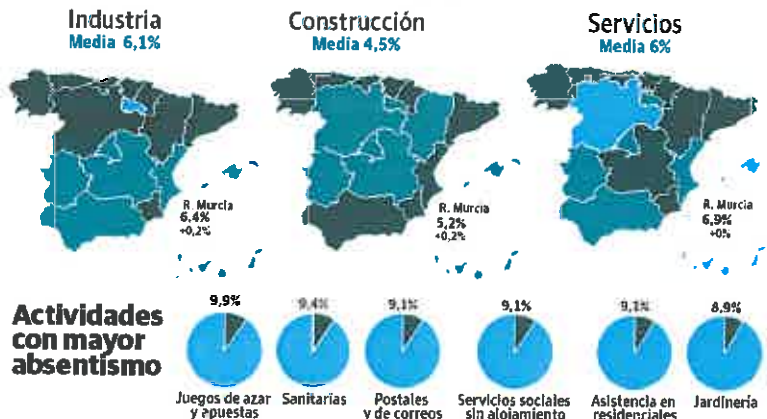 Industria
Media 6,1%
Construcción
Media 4,5%
Servicios
Media 6%
R. Murcia
6,4%
+0,2%
R. Murcia
5,2%
+0,2%
R. Murcia
6,9%
+0%
Actividades
con mayor
absentismo
9,9%
Juegos de azar
y apuestas
9,4%
Sanitarias
9,1%
Postales
y de correos
9,1%
Servicios sociales
sin alojamiento
9,1%
Asistencia en
residenciales
8,9%
Jardinería